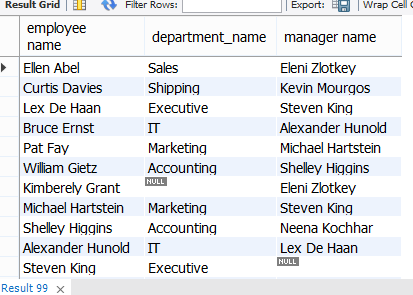 Result Grid Filter Rows: Export: Wrap Cell C
employee name department_name manager name
Ellen Abel Sales Eleni Zlotkey
Curtis Davies Shipping Kevin Mourgos
Lex De Haan Executive Steven King
Bruce Ernst IT Alexander Hunold
Pat Fay Marketing Michael Hartstein
William Gietz Accounting Shelley Higgins
Kimberely Grant NULL Eleni Zlotkey
Michael Hartstein Marketing Steven King
Shelley Higgins Accounting Neena Kochhar
Alexander Hunold IT Lex De Haan
Steven King Executive NULL
Result 99 ×